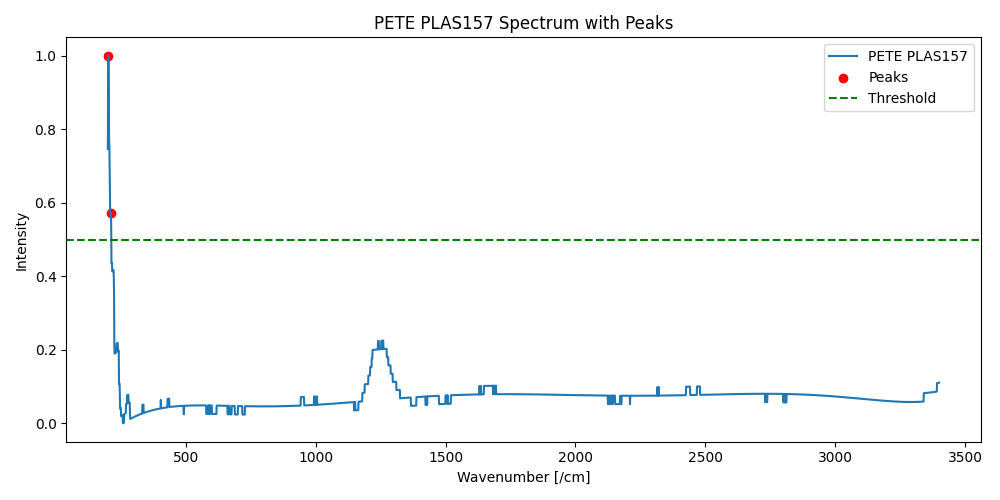 PETE PLAS157 Spectrum with Peaks
PETE PLAS157
Peaks
Threshold
Intensity
1.0
0.8
0.6
0.4
0.2
0.0
500
1000
1500
2000
2500
3000
3500
Wavenumber [/cm]